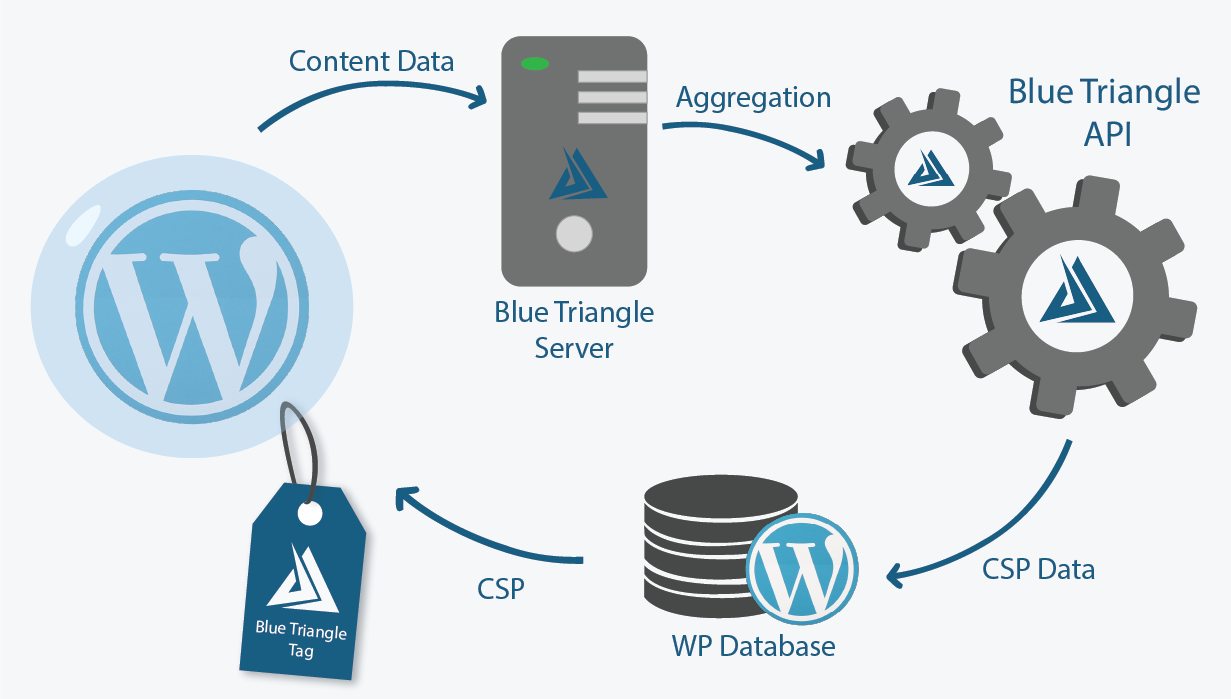 Content Data
Aggregation
Blue Triangle
API
Blue Triangle
Server
CSP Data
WP Database
CSP
Blue Triangle
Tag